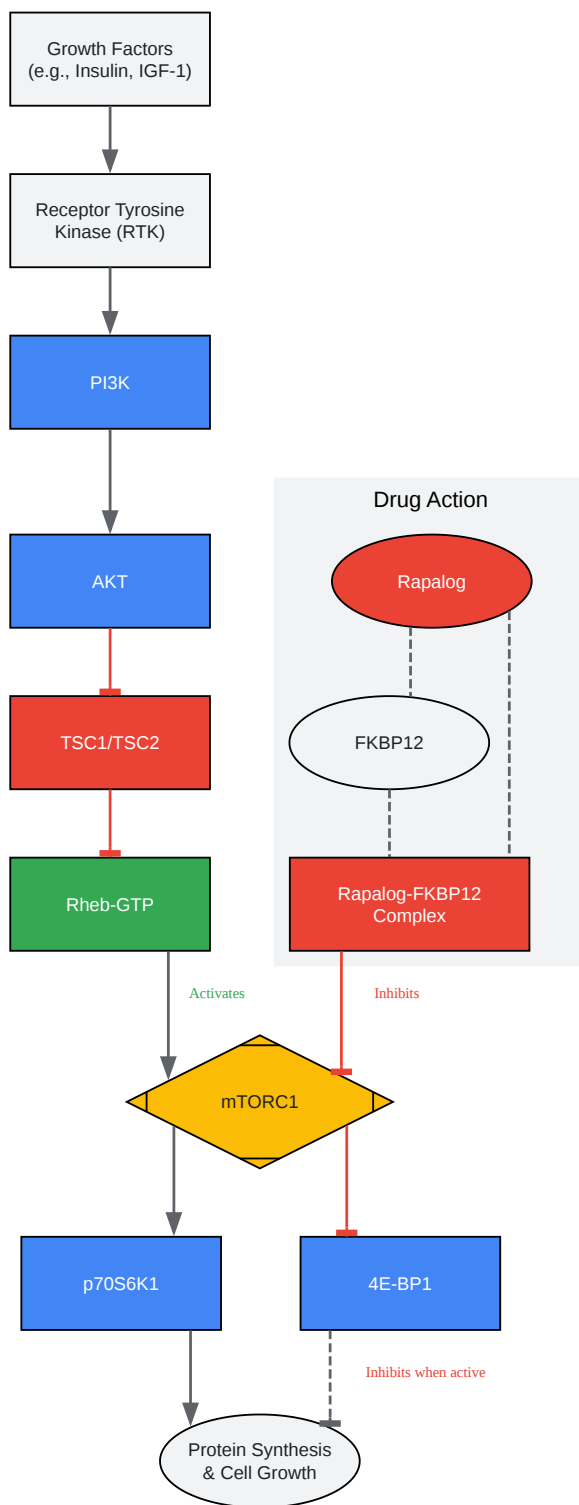 Growth Factors
(e.g., Insulin, IGF-1)
Receptor Tyrosine
Kinase (RTK)
PI3K
Drug Action
AKT
Rapalog
TSC1/TSC2
FKBP12
Rheb-GTP
Rapalog-FKBP12
Complex
Activates
Inhibits
mTORC1
p70S6K1
4E-BP1
Inhibits when active
Protein Synthesis
& Cell Growth